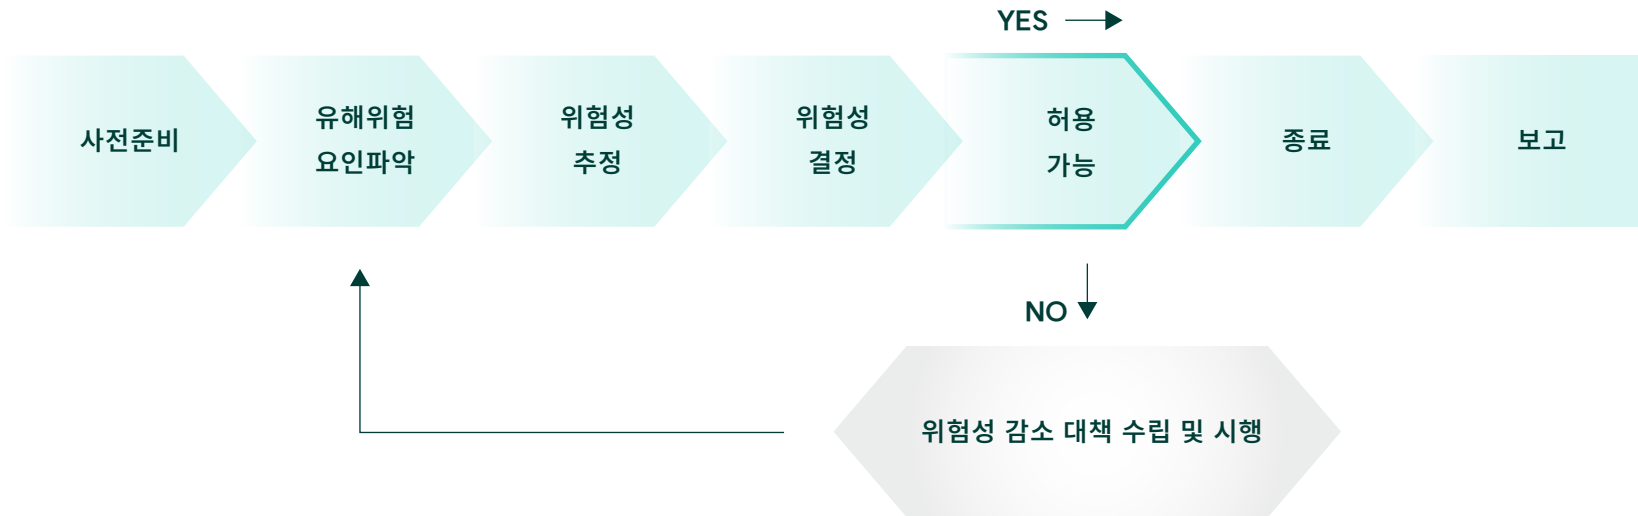 YES
사전준비
유해위험
요인파악
위험성
추정
위험성
결정
허용
가능
종료
보고
NO
위험성 감소 대책 수립 및 시행